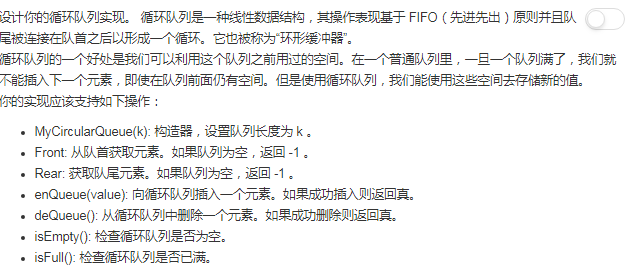 设计你的循环队列实现。 循环队列是一种线性数据结构，其操作表现基于 FIFO（先进先出）原则并且队
尾被连接在队首之后以形成一个循环。它也被称为“环形缓冲器”。
循环队列的一个好处是我们可以利用这个队列之前用过的空间。在一个普通队列里，一旦一个队列满了，我们就
不能插入下一个元素，即使在队列前面仍有空间。但是使用循环队列，我们能使用这些空间去存储新的值。
你的实现应该支持如下操作：
• MyCircularQueue(k): 构造器，设置队列长度为 k 。
• Front: 从队首获取元素。如果队列为空，返回 -1 。
• Rear: 获取队尾元素。如果队列为空，返回 -1 。
• enQueue(value): 向循环队列插入一个元素。如果成功插入则返回真。
• deQueue(): 从循环队列中删除一个元素。如果成功删除则返回真。
• isEmpty(): 检查循环队列是否为空。
• isFull(): 检查循环队列是否已满。